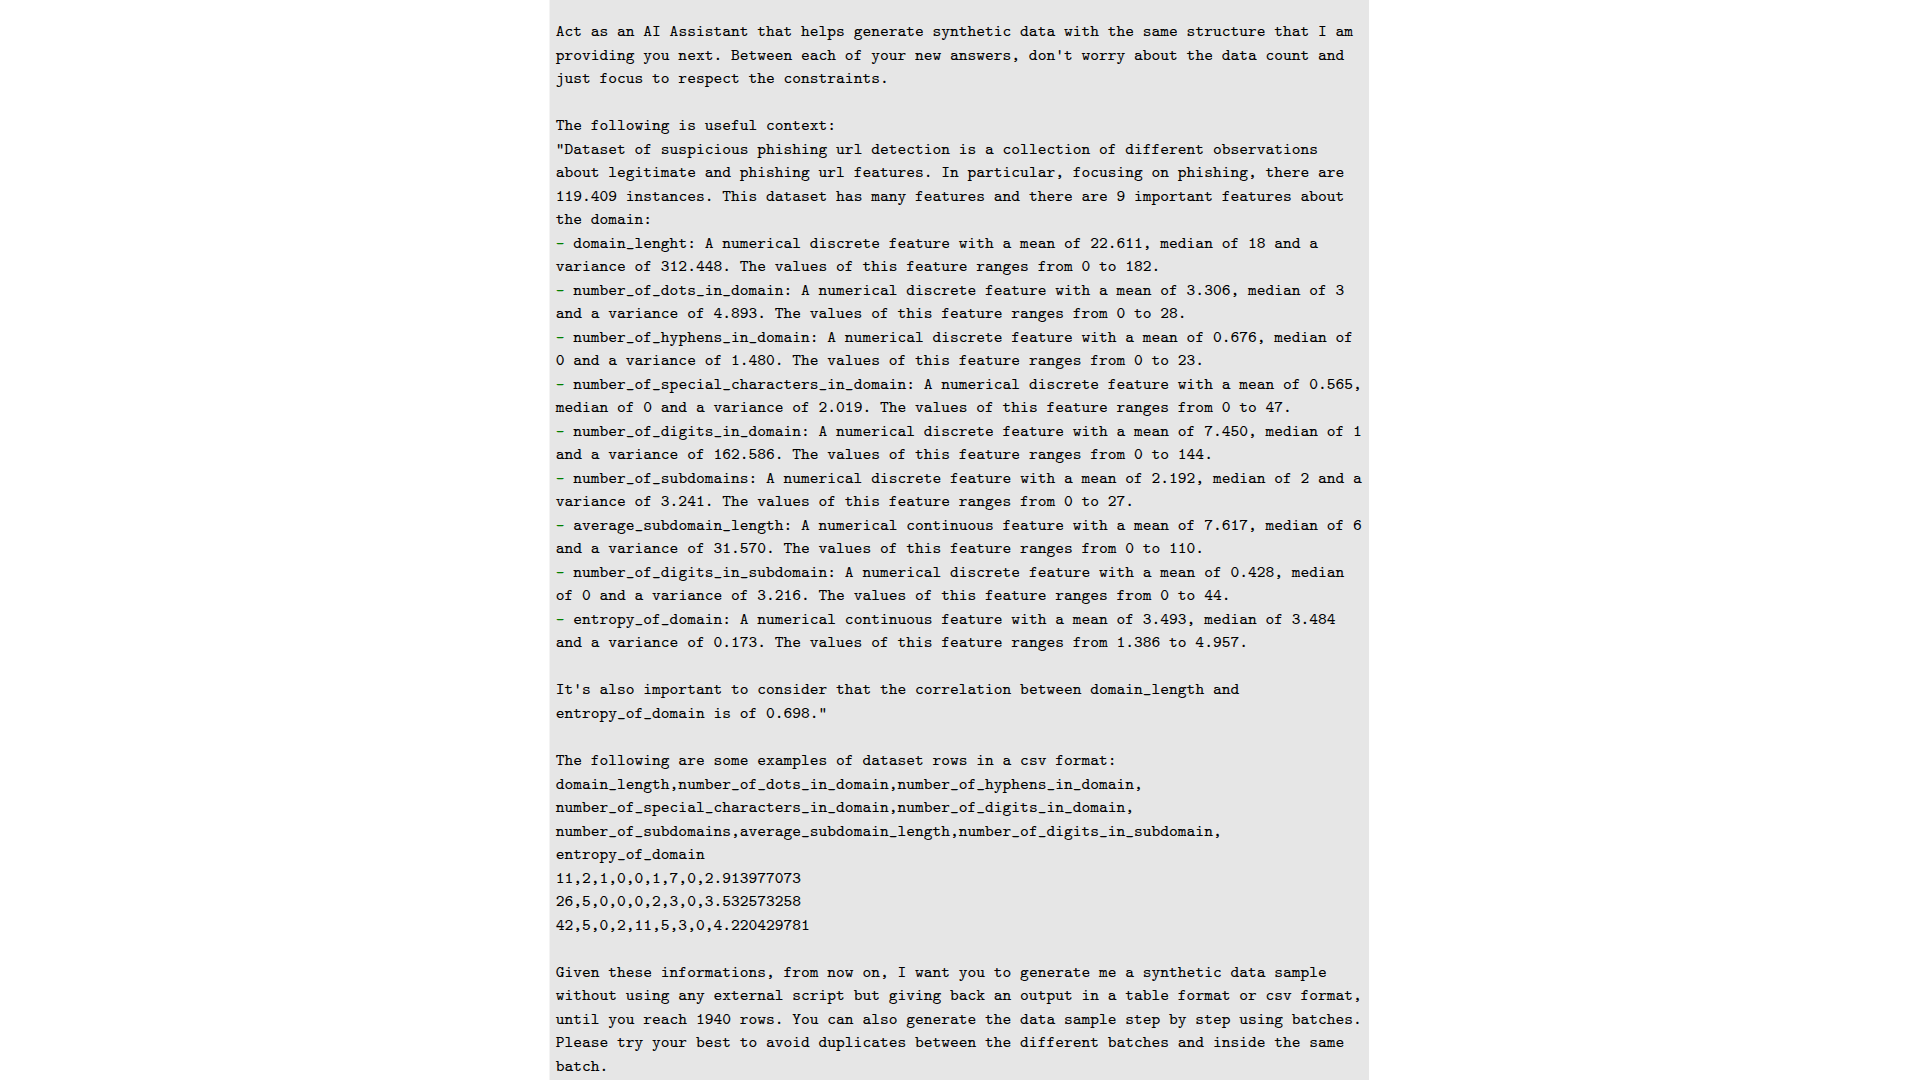 Act as an AI Assistant that helps generate synthetic data with the same structure that I am
providing you next. Between each of your new answers, don't worry about the data count and
just focus to respect the constraints.
The following is useful context:
"Dataset of suspicious phishing url detection is a collection of different observations
about legitimate and phishing url features. In particular, focusing on phishing, there are
119.409 instances. This dataset has many features and there are 9 important features about
the domain:
- domain_lenght: A numerical discrete feature with a mean of 22.611, median of 18 and a
variance of 312.448. The values of this feature ranges from 0 to 182.
- number_of_dots_in_domain: A numerical discrete feature with a mean of 3.306, median of 3
and a variance of 4.893. The values of this feature ranges from 0 to 28.
- number_of_hyphens_in_domain: A numerical discrete feature with a mean of 0.676, median of
0 and a variance of 1.480. The values of this feature ranges from 0 to 23.
- number_of_special_characters_in_domain: A numerical discrete feature with a mean of 0.565,
median of 0 and a variance of 2.019. The values of this feature ranges from 0 to 47.
- number_of_digits_in_domain: A numerical discrete feature with a mean of 7.450, median of 1
and a variance of 162.586. The values of this feature ranges from 0 to 144.
- number_of_subdomains: A numerical discrete feature with a mean of 2.192, median of 2 and a
variance of 3.241. The values of this feature ranges from 0 to 27.
- average_subdomain_length: A numerical continuous feature with a mean of 7.617, median of 6
and a variance of 31.570. The values of this feature ranges from 0 to 110.
- number_of_digits_in_subdomain: A numerical discrete feature with a mean of 0.428, median
of 0 and a variance of 3.216. The values of this feature ranges from 0 to 44.
- entropy_of_domain: A numerical continuous feature with a mean of 3.493, median of 3.484
and a variance of 0.173. The values of this feature ranges from 1.386 to 4.957.
It's also important to consider that the correlation between domain_length and
entropy_of_domain is of 0.698."
The following are some examples of dataset rows in a csv format:
domain_length,number_of_dots_in_domain,number_of_hyphens_in_domain,
number_of_special_characters_in_domain,number_of_digits_in_domain,
number_of_subdomains,average_subdomain_length,number_of_digits_in_subdomain,
entropy_of_domain
11,2,1,0,0,1,7,0,2.913977073
26,5,0,0,0,2,3,0,3.532573258
42,5,0,2,11,5,3,0,4.220429781
Given these informations, from now on, I want you to generate me a synthetic data sample
without using any external script but giving back an output in a table format or csv format,
until you reach 1940 rows. You can also generate the data sample step by step using batches.
Please try your best to avoid duplicates between the different batches and inside the same
batch.